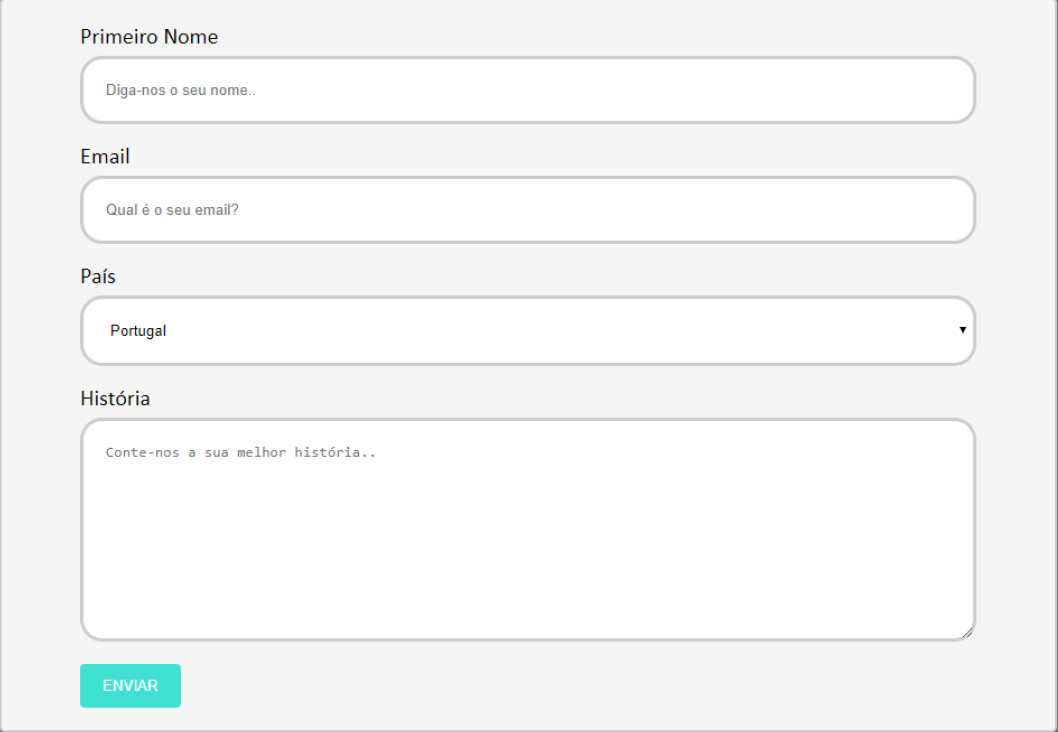 Primeiro Nome
Diga-nos o seu nome..
Email
Qual é o seu email?
País
Portugal
História
Conte-nos a sua melhor história..
ENVIAR